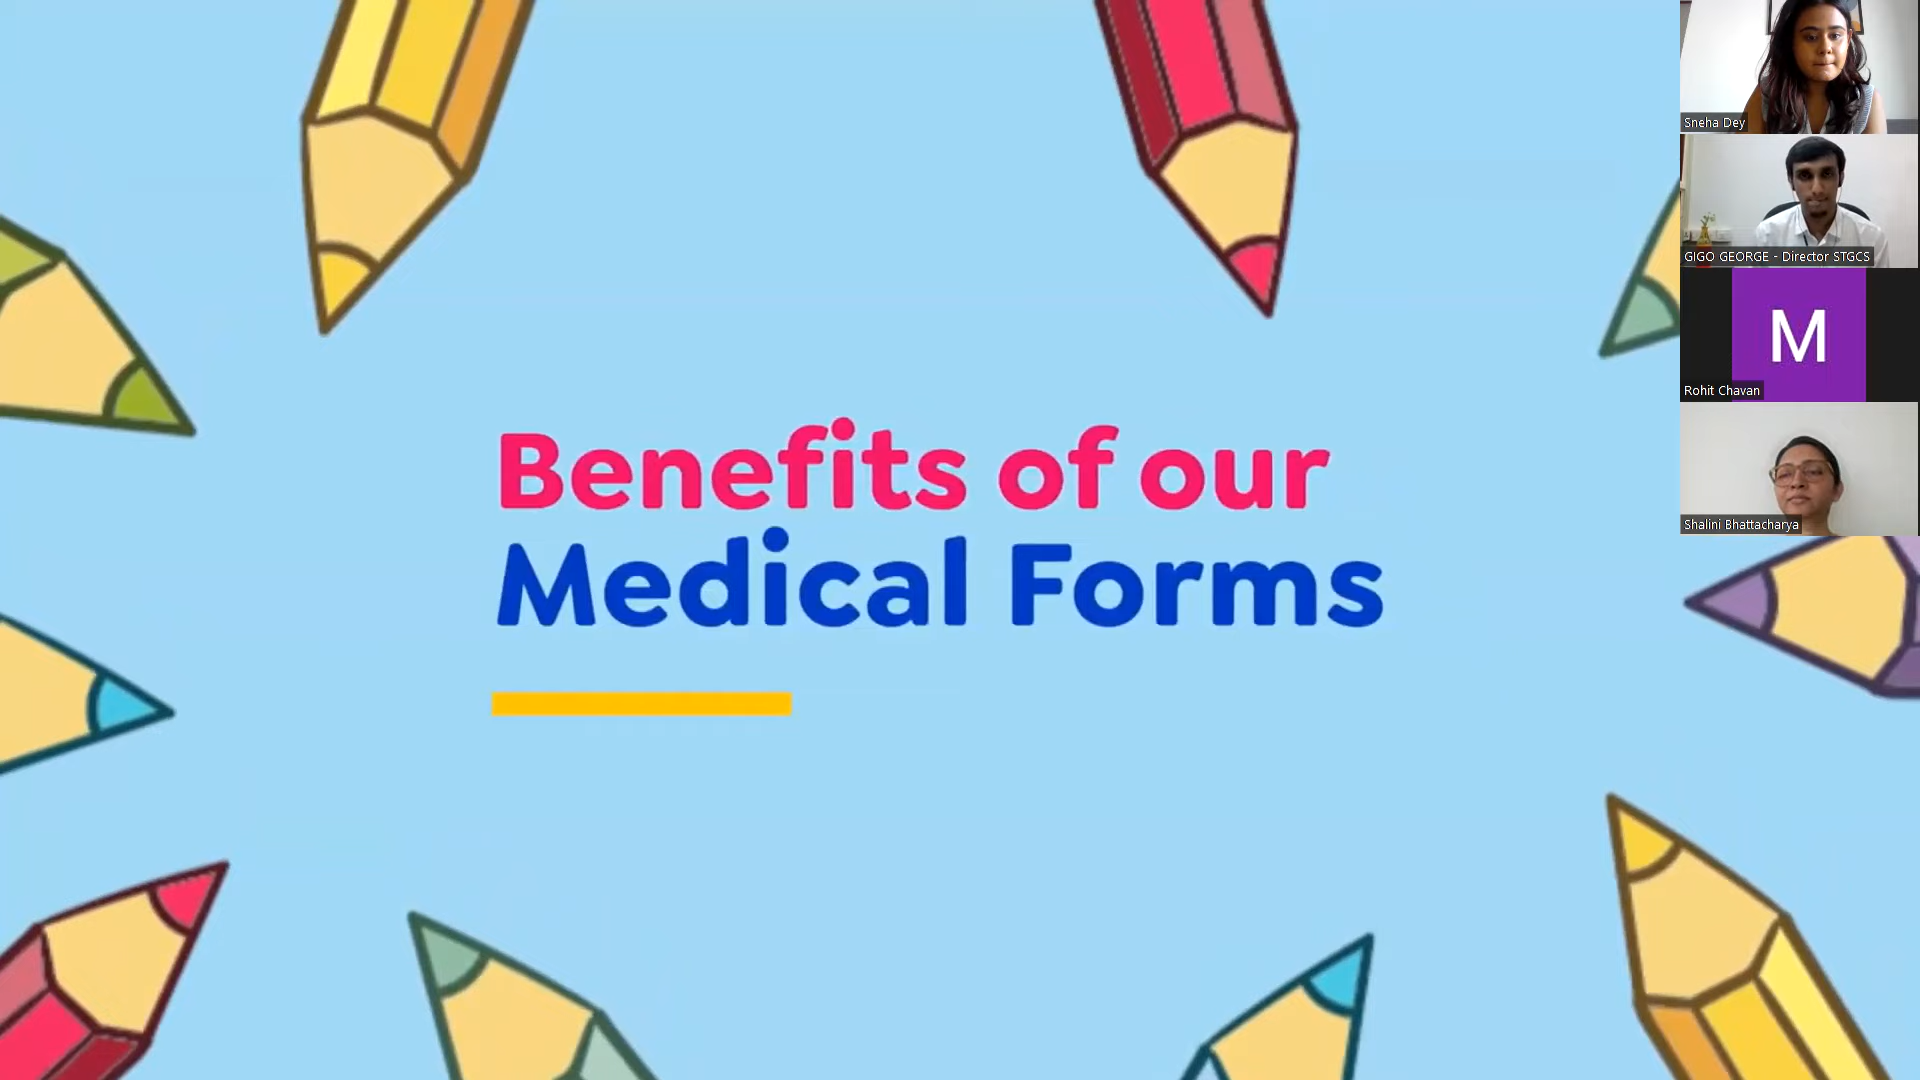 Benefits of our
Medical Forms
Sneha Dey
GIGO GEORGE - Director STGCS
M
Rohit Chavan
Shalini Bhattacharya